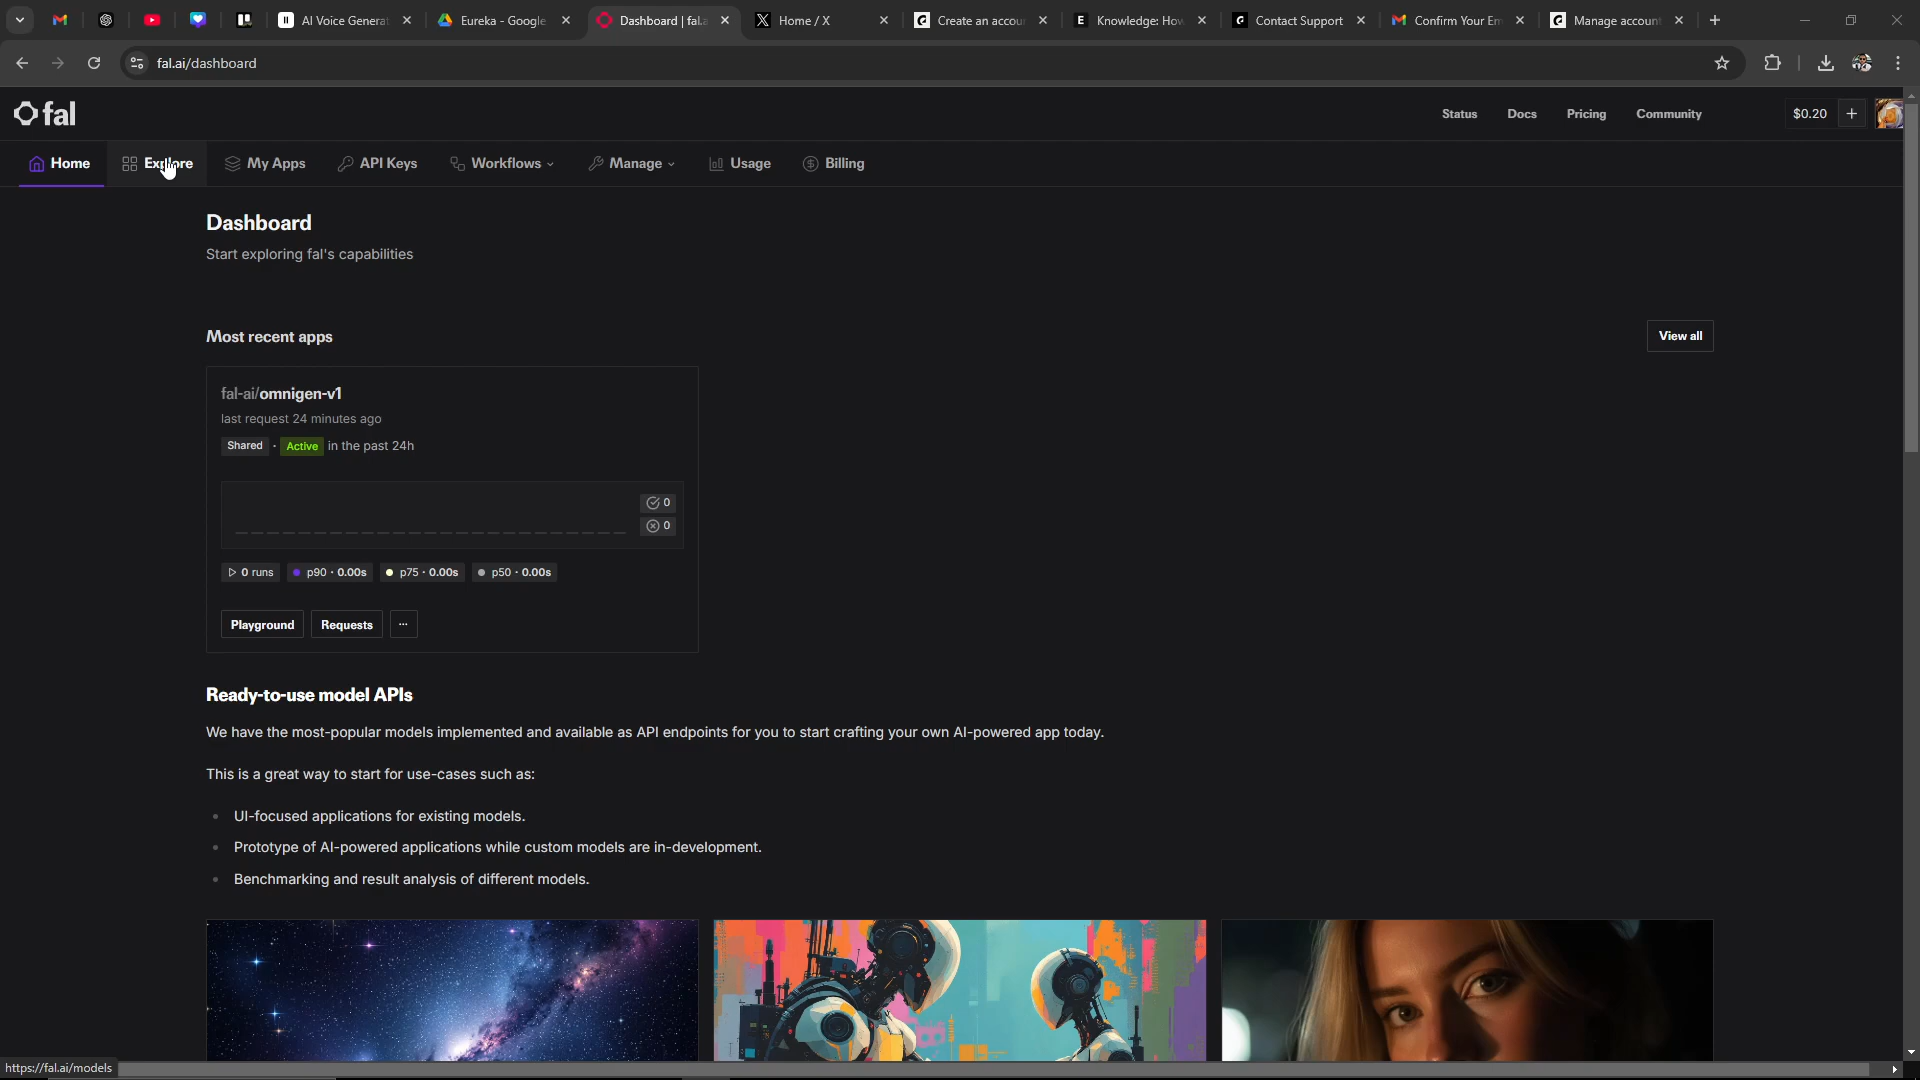 AI Voice Genera
Eureka - Google
Dashboard | fal.a
Home / X
Create an accou
Knowledge: Ho
Contact Support
Confirm Your Em
Manage account
fal.ai/dashboard
fal
Status
Docs
Pricing
Community
$0.20
Home
Explore
My Apps
API Keys
Workflows
Manage
Usage
Billing
Dashboard
Start exploring fal's capabilities
Most recent apps
View all
fal-ai/omnigen-v1
last request 24 minutes ago
Shared · Active in the past 24h
0
0
0 runs
p90 · 0.00s
p75 · 0.00s
p50 · 0.00s
Playground
Requests
...
Ready-to-use model APIs
We have the most-popular models implemented and available as API endpoints for you to start crafting your own AI-powered app today.
This is a great way to start for use-cases such as:
• UI-focused applications for existing models.
• Prototype of AI-powered applications while custom models are in-development.
• Benchmarking and result analysis of different models.
https://fal.ai/models